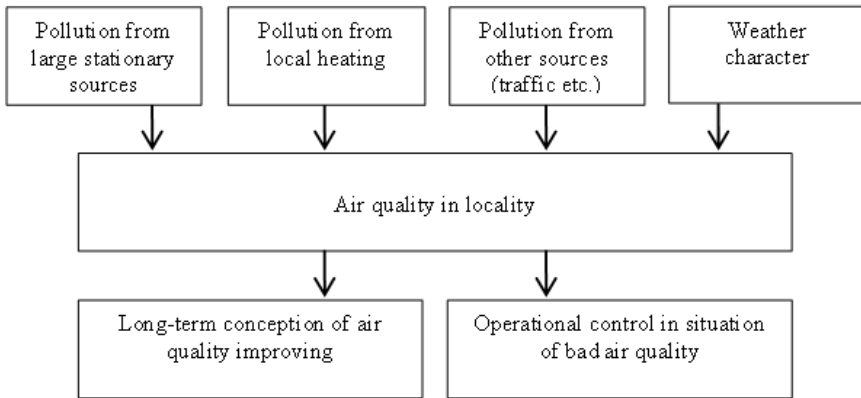 Pollution from
large stationary
sources
Pollution from
local heating
Pollution from
other sources
(traffic etc.)
Weather
character
Air quality in locality
Long-term conception of air
quality improving
Operational control in situation
of bad air quality